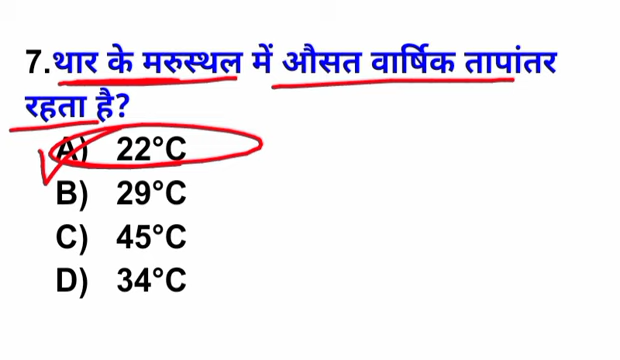 7.थार के मरुस्थल में औसत वार्षिक तापांतर
रहता है?
A) 22°C
B) 29°C
C) 45°C
D) 34°C